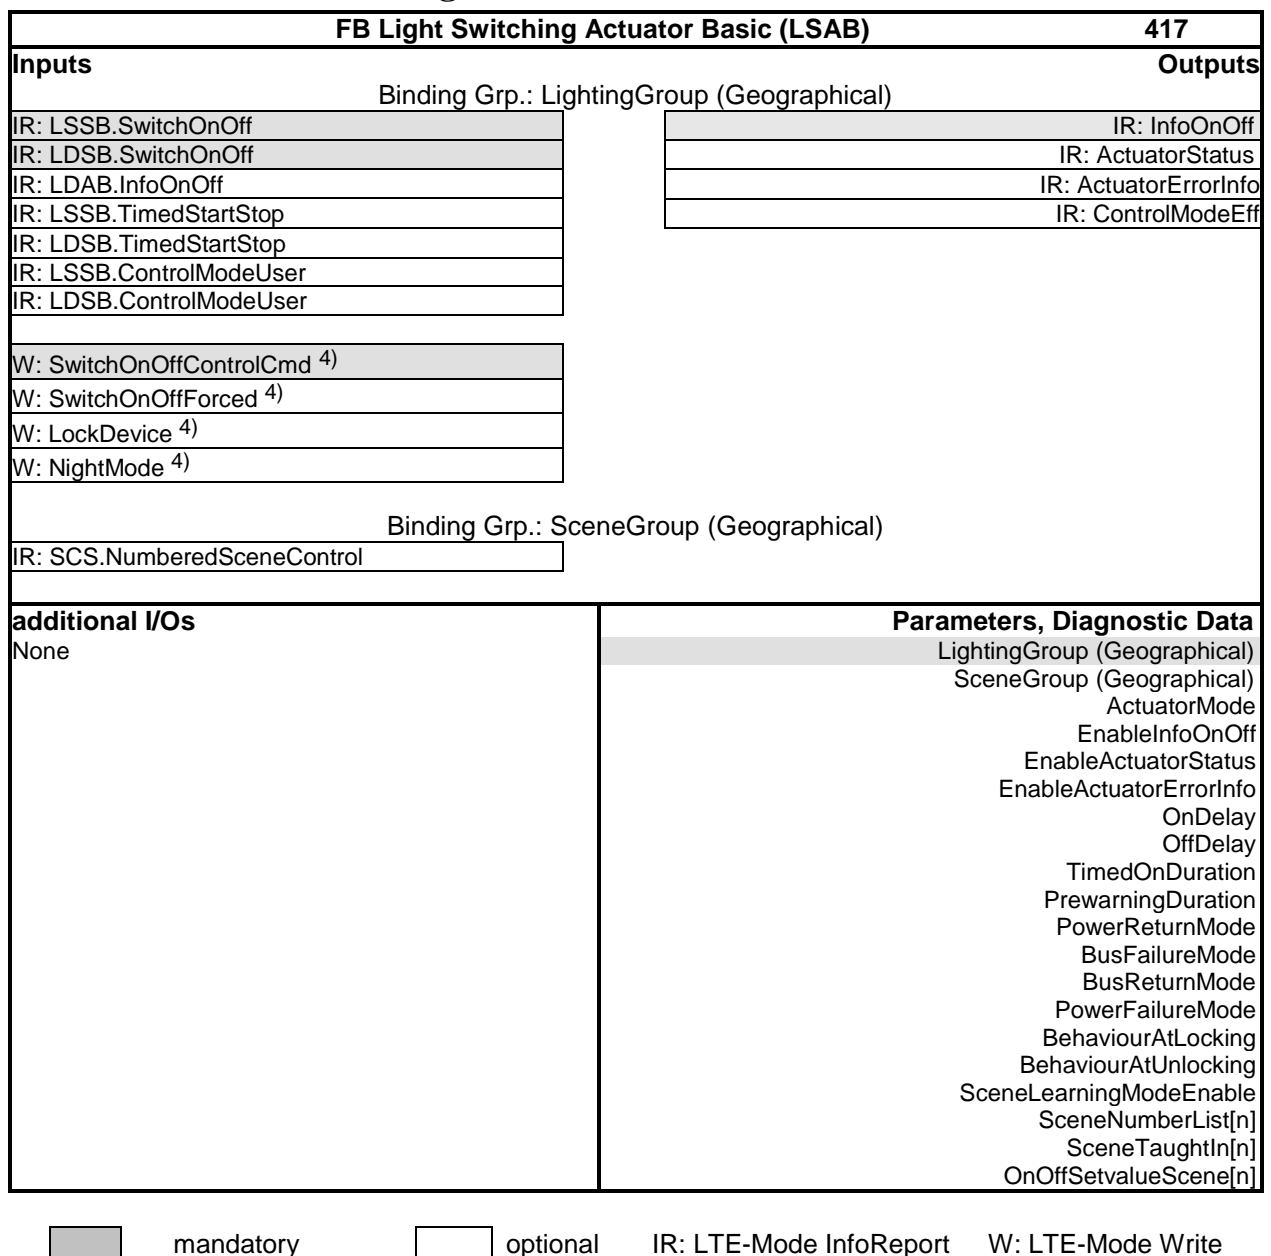 FB Light Switching Actuator Basic (LSAB) 417
Inputs Outputs
Binding Grp.: LightingGroup (Geographical)
IR: LSSB.SwitchOnOff IR: InfoOnOff
IR: LDSB.SwitchOnOff IR: ActuatorStatus
IR: LDAB.InfoOnOff IR: ActuatorErrorInfo
IR: LSSB.TimedStartStop IR: ControlModeEff
IR: LDSB.TimedStartStop
IR: LSSB.ControlModeUser
IR: LDSB.ControlModeUser
W: SwitchOnOffControlCmd 4)
W: SwitchOnOffForced 4)
W: LockDevice 4)
W: NightMode 4)
Binding Grp.: SceneGroup (Geographical)
IR: SCS.NumberedSceneControl
additional I/Os Parameters, Diagnostic Data
None LightingGroup (Geographical)
SceneGroup (Geographical)
ActuatorMode
EnableInfoOnOff
EnableActuatorStatus
EnableActuatorErrorInfo
OnDelay
OffDelay
TimedOnDuration
PrewarningDuration
PowerReturnMode
BusFailureMode
BusReturnMode
PowerFailureMode
BehaviourAtLocking
BehaviourAtUnlocking
SceneLearningModeEnable
SceneNumberList[n]
SceneTaughtIn[n]
OnOffSetvalueScene[n]
mandatory optional IR: LTE-Mode InfoReport W: LTE-Mode Write